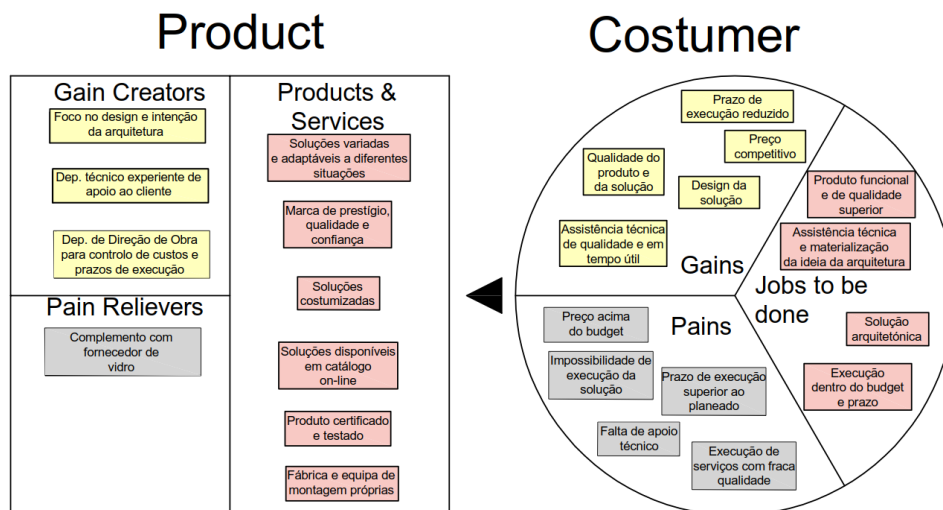 Product
Costumer
Gain Creators
Foco no design e intenção
da arquitetura
Dep. técnico experiente de
apoio ao cliente
Dep. de Direção de Obra
para controlo de custos e
prazos de execução
Pain Relievers
Complemento com
fornecedor de
vidro
Products &
Services
Soluções variadas
e adaptáveis a diferentes
situações
Marca de prestígio,
qualidade e
confiança
Soluções
costumizadas
Soluções disponíveis
em catálogo
on-line
Produto certificado
e testado
Fábrica e equipa de
montagem próprias
Prazo de
execução reduzido
Preço
competitivo
Qualidade do
produto e
da solução
Design da
solução
Assistência técnica
de qualidade e em
tempo útil
Gains
Produto funcional
e de qualidade
superior
Assistência técnica
e materialização
da ideia da arquitetura
Jobs to be
done
Solução
arquitetónica
Execução
dentro do budget
e prazo
Pains
Preço acima
do budget
Impossibilidade de
execução da
solução
Prazo de execução
superior ao
planeado
Falta de apoio
técnico
Execução de
serviços com fraca
qualidade